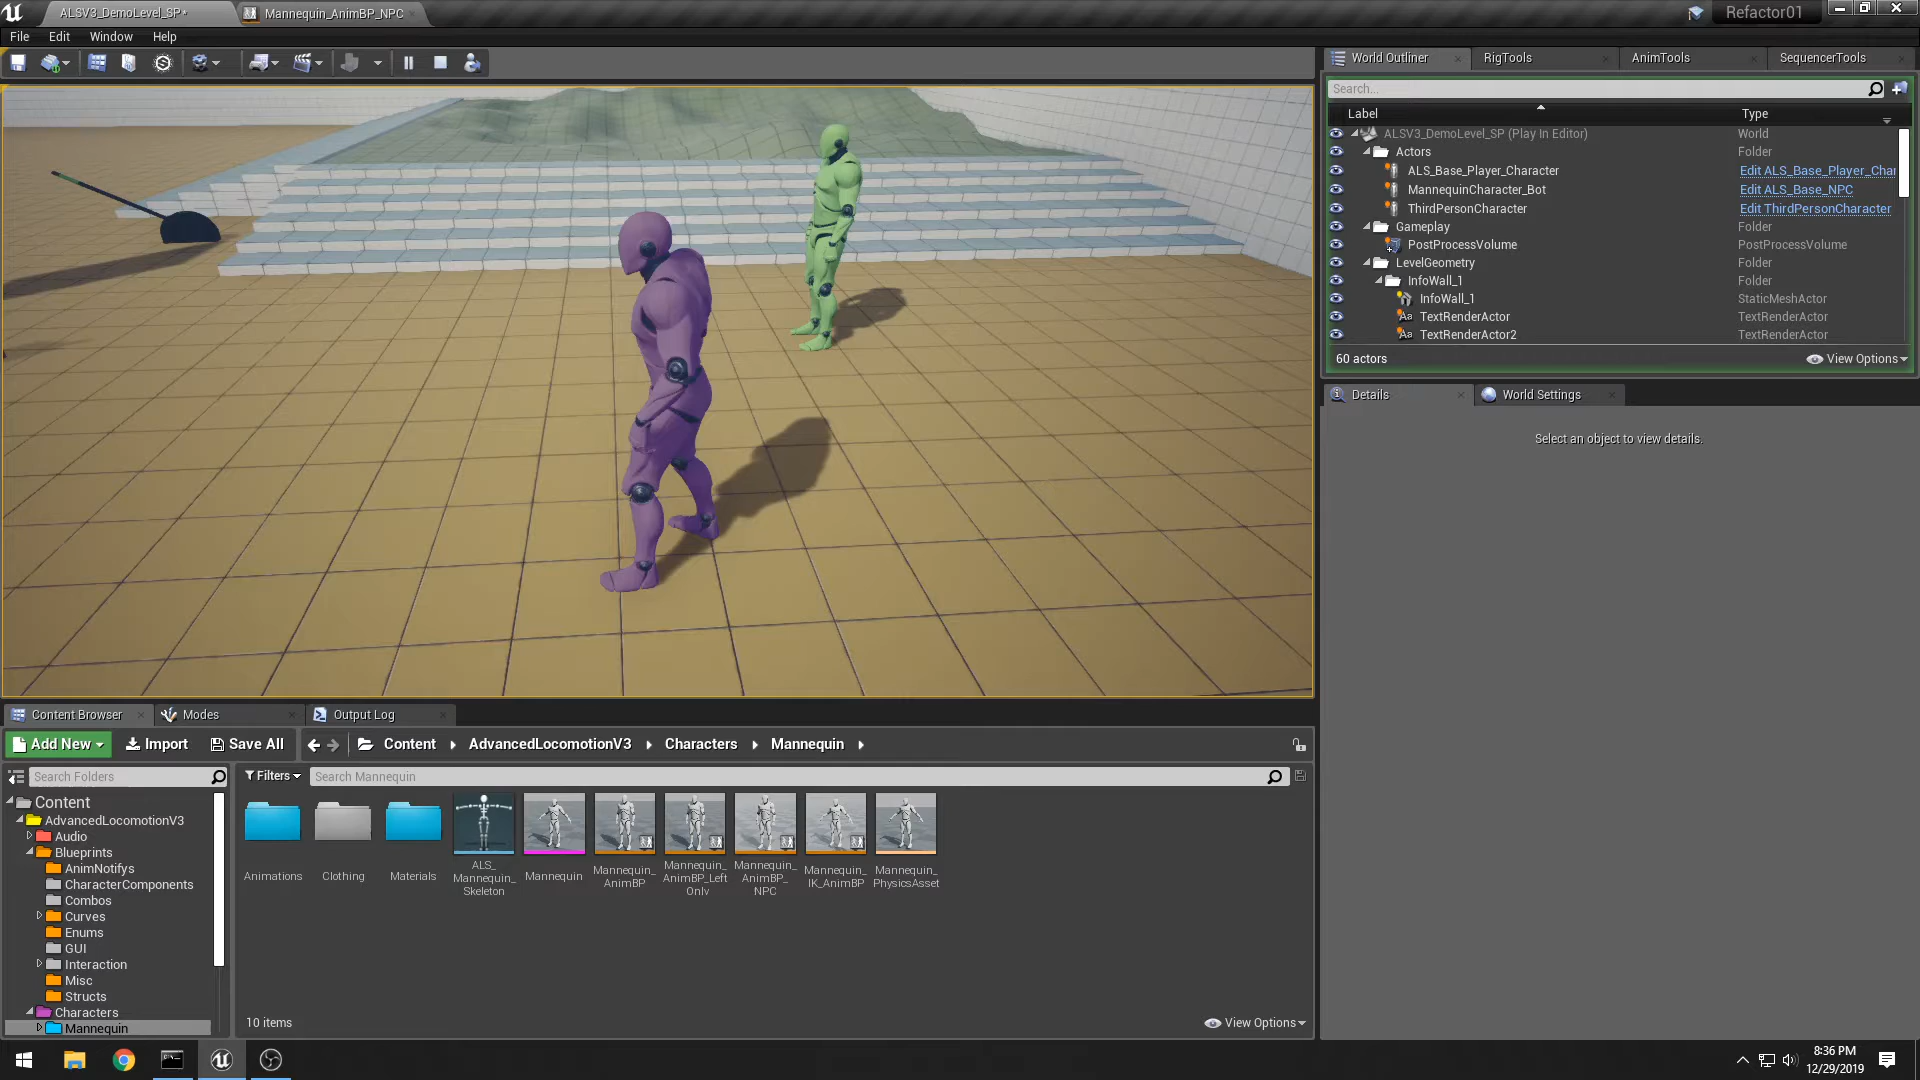 ALSV3_DemoLevel_SP*
Mannequin_AnimBP_NPC
Refactor01
File Edit Window Help
World Outliner RigTools AnimTools SequencerTools
Search...
Label Type
ALSV3_DemoLevel_SP (Play In Editor) World
Actors Folder
ALS_Base_Player_Character Edit ALS_Base_Player_Char
MannequinCharacter_Bot Edit ALS_Base_NPC
ThirdPersonCharacter Edit ThirdPersonCharacter
Gameplay Folder
PostProcessVolume PostProcessVolume
LevelGeometry Folder
InfoWall_1 Folder
InfoWall_1 StaticMeshActor
TextRenderActor TextRenderActor
TextRenderActor2 TextRenderActor
60 actors View Options
Details World Settings
Select an object to view details.
Content Browser Modes Output Log
Add New Import Save All Content AdvancedLocomotionV3 Characters Mannequin
Search Folders
Filters Search Mannequin
Content
AdvancedLocomotionV3
Audio
Blueprints
AnimNotifys
CharacterComponents
Combos
Curves
Enums
GUI
Interaction
Misc
Structs
Characters
Mannequin
Animations
Clothing
Materials
ALS_
Mannequin_
Skeleton
Mannequin
Mannequin_
AnimBP
Mannequin_
AnimBP_Left
Only
Mannequin_
AnimBP_
NPC
Mannequin_
IK_AnimBP
Mannequin_
PhysicsAsset
10 items View Options
8:36 PM
12/29/2019